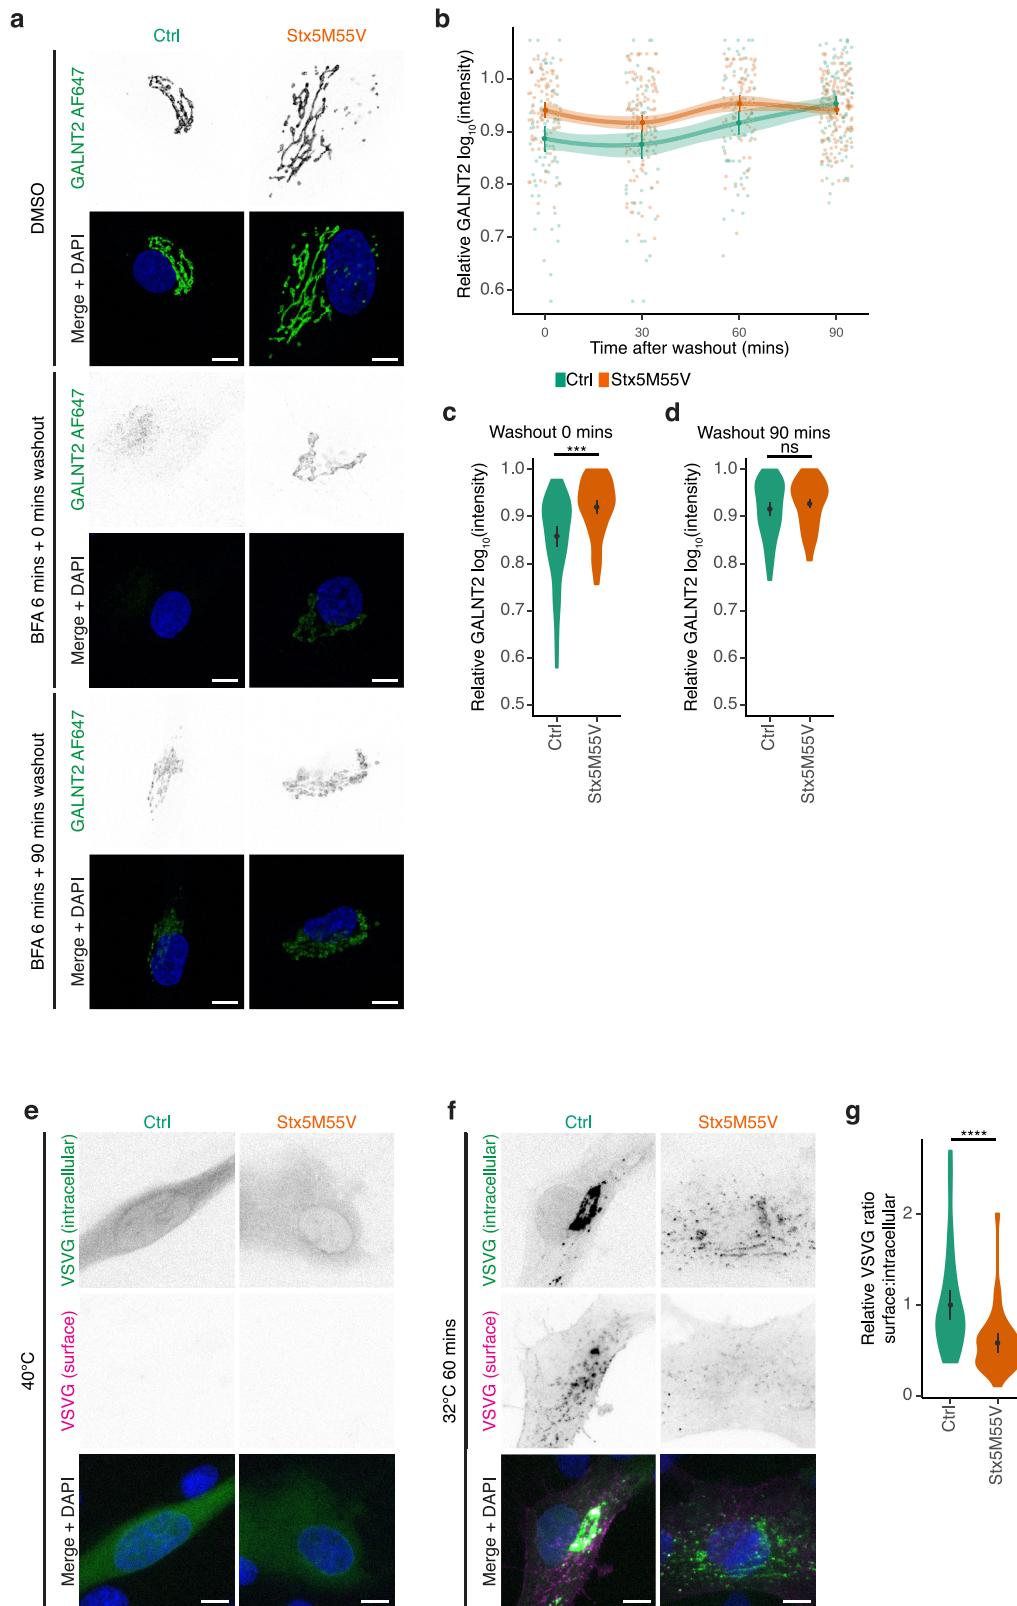 a
Ctrl
Stx5M55V
DMSO
GALNT2 AF647
Merge + DAPI
BFA 6 mins + 0 mins washout
GALNT2 AF647
Merge + DAPI
BFA 6 mins + 90 mins washout
GALNT2 AF647
Merge + DAPI
b
Relative GALNT2 log10(intensity)
1.0
0.9
0.8
0.7
0.6
0
30
60
90
Time after washout (mins)
Ctrl
Stx5M55V
c
Washout 0 mins
***
Relative GALNT2 log10(intensity)
1.0
0.9
0.8
0.7
0.6
0.5
Ctrl
Stx5M55V
d
Washout 90 mins
ns
Relative GALNT2 log10(intensity)
1.0
0.9
0.8
0.7
0.6
0.5
Ctrl
Stx5M55V
e
Ctrl
Stx5M55V
40°C
VSVG (intracellular)
VSVG (surface)
Merge + DAPI
f
Ctrl
Stx5M55V
32°C 60 mins
VSVG (intracellular)
VSVG (surface)
Merge + DAPI
g
****
Relative VSVG ratio
surface:intracellular
2
1
0
Ctrl
Stx5M55V